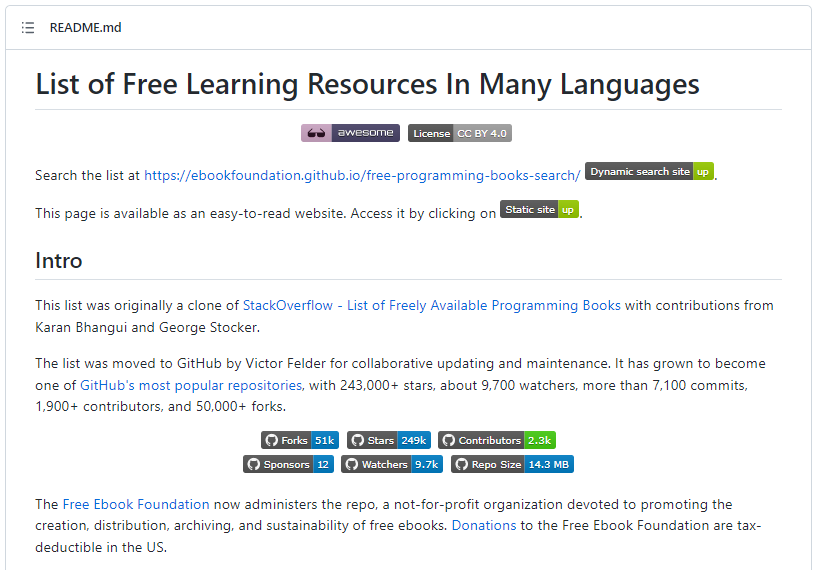 README.md
List of Free Learning Resources In Many Languages
awesome License CC BY 4.0
Search the list at https://ebookfoundation.github.io/free-programming-books-search/ Dynamic search site up.
This page is available as an easy-to-read website. Access it by clicking on Static site up.
Intro
This list was originally a clone of StackOverflow - List of Freely Available Programming Books with contributions from
Karan Bhangui and George Stocker.
The list was moved to GitHub by Victor Felder for collaborative updating and maintenance. It has grown to become
one of GitHub's most popular repositories, with 243,000+ stars, about 9,700 watchers, more than 7,100 commits,
1,900+ contributors, and 50,000+ forks.
Forks 51k Stars 249k Contributors 2.3k
Sponsors 12 Watchers 9.7k Repo Size 14.3 MB
The Free Ebook Foundation now administers the repo, a not-for-profit organization devoted to promoting the
creation, distribution, archiving, and sustainability of free ebooks. Donations to the Free Ebook Foundation are tax-
deductible in the US.